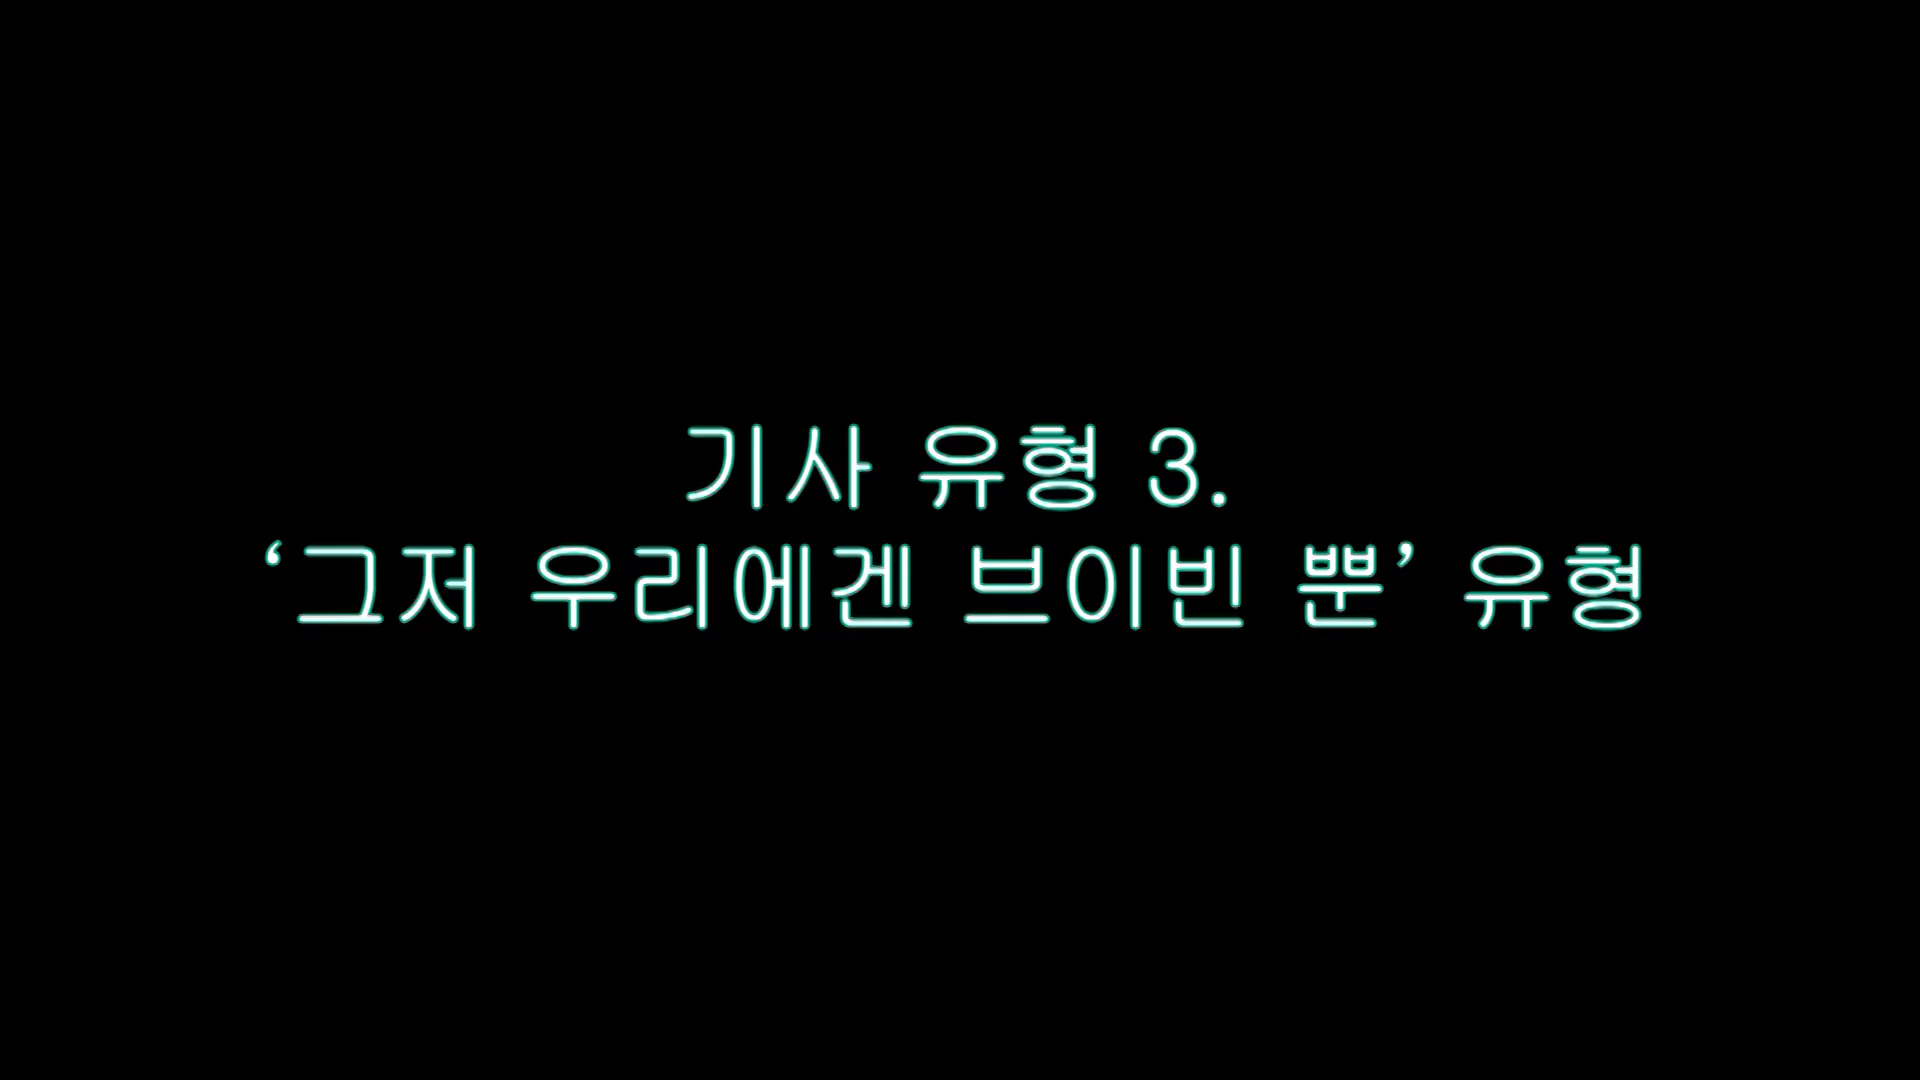 기사 유형 3.
‘그저 우리에겐 브이빈 뿐’ 유형